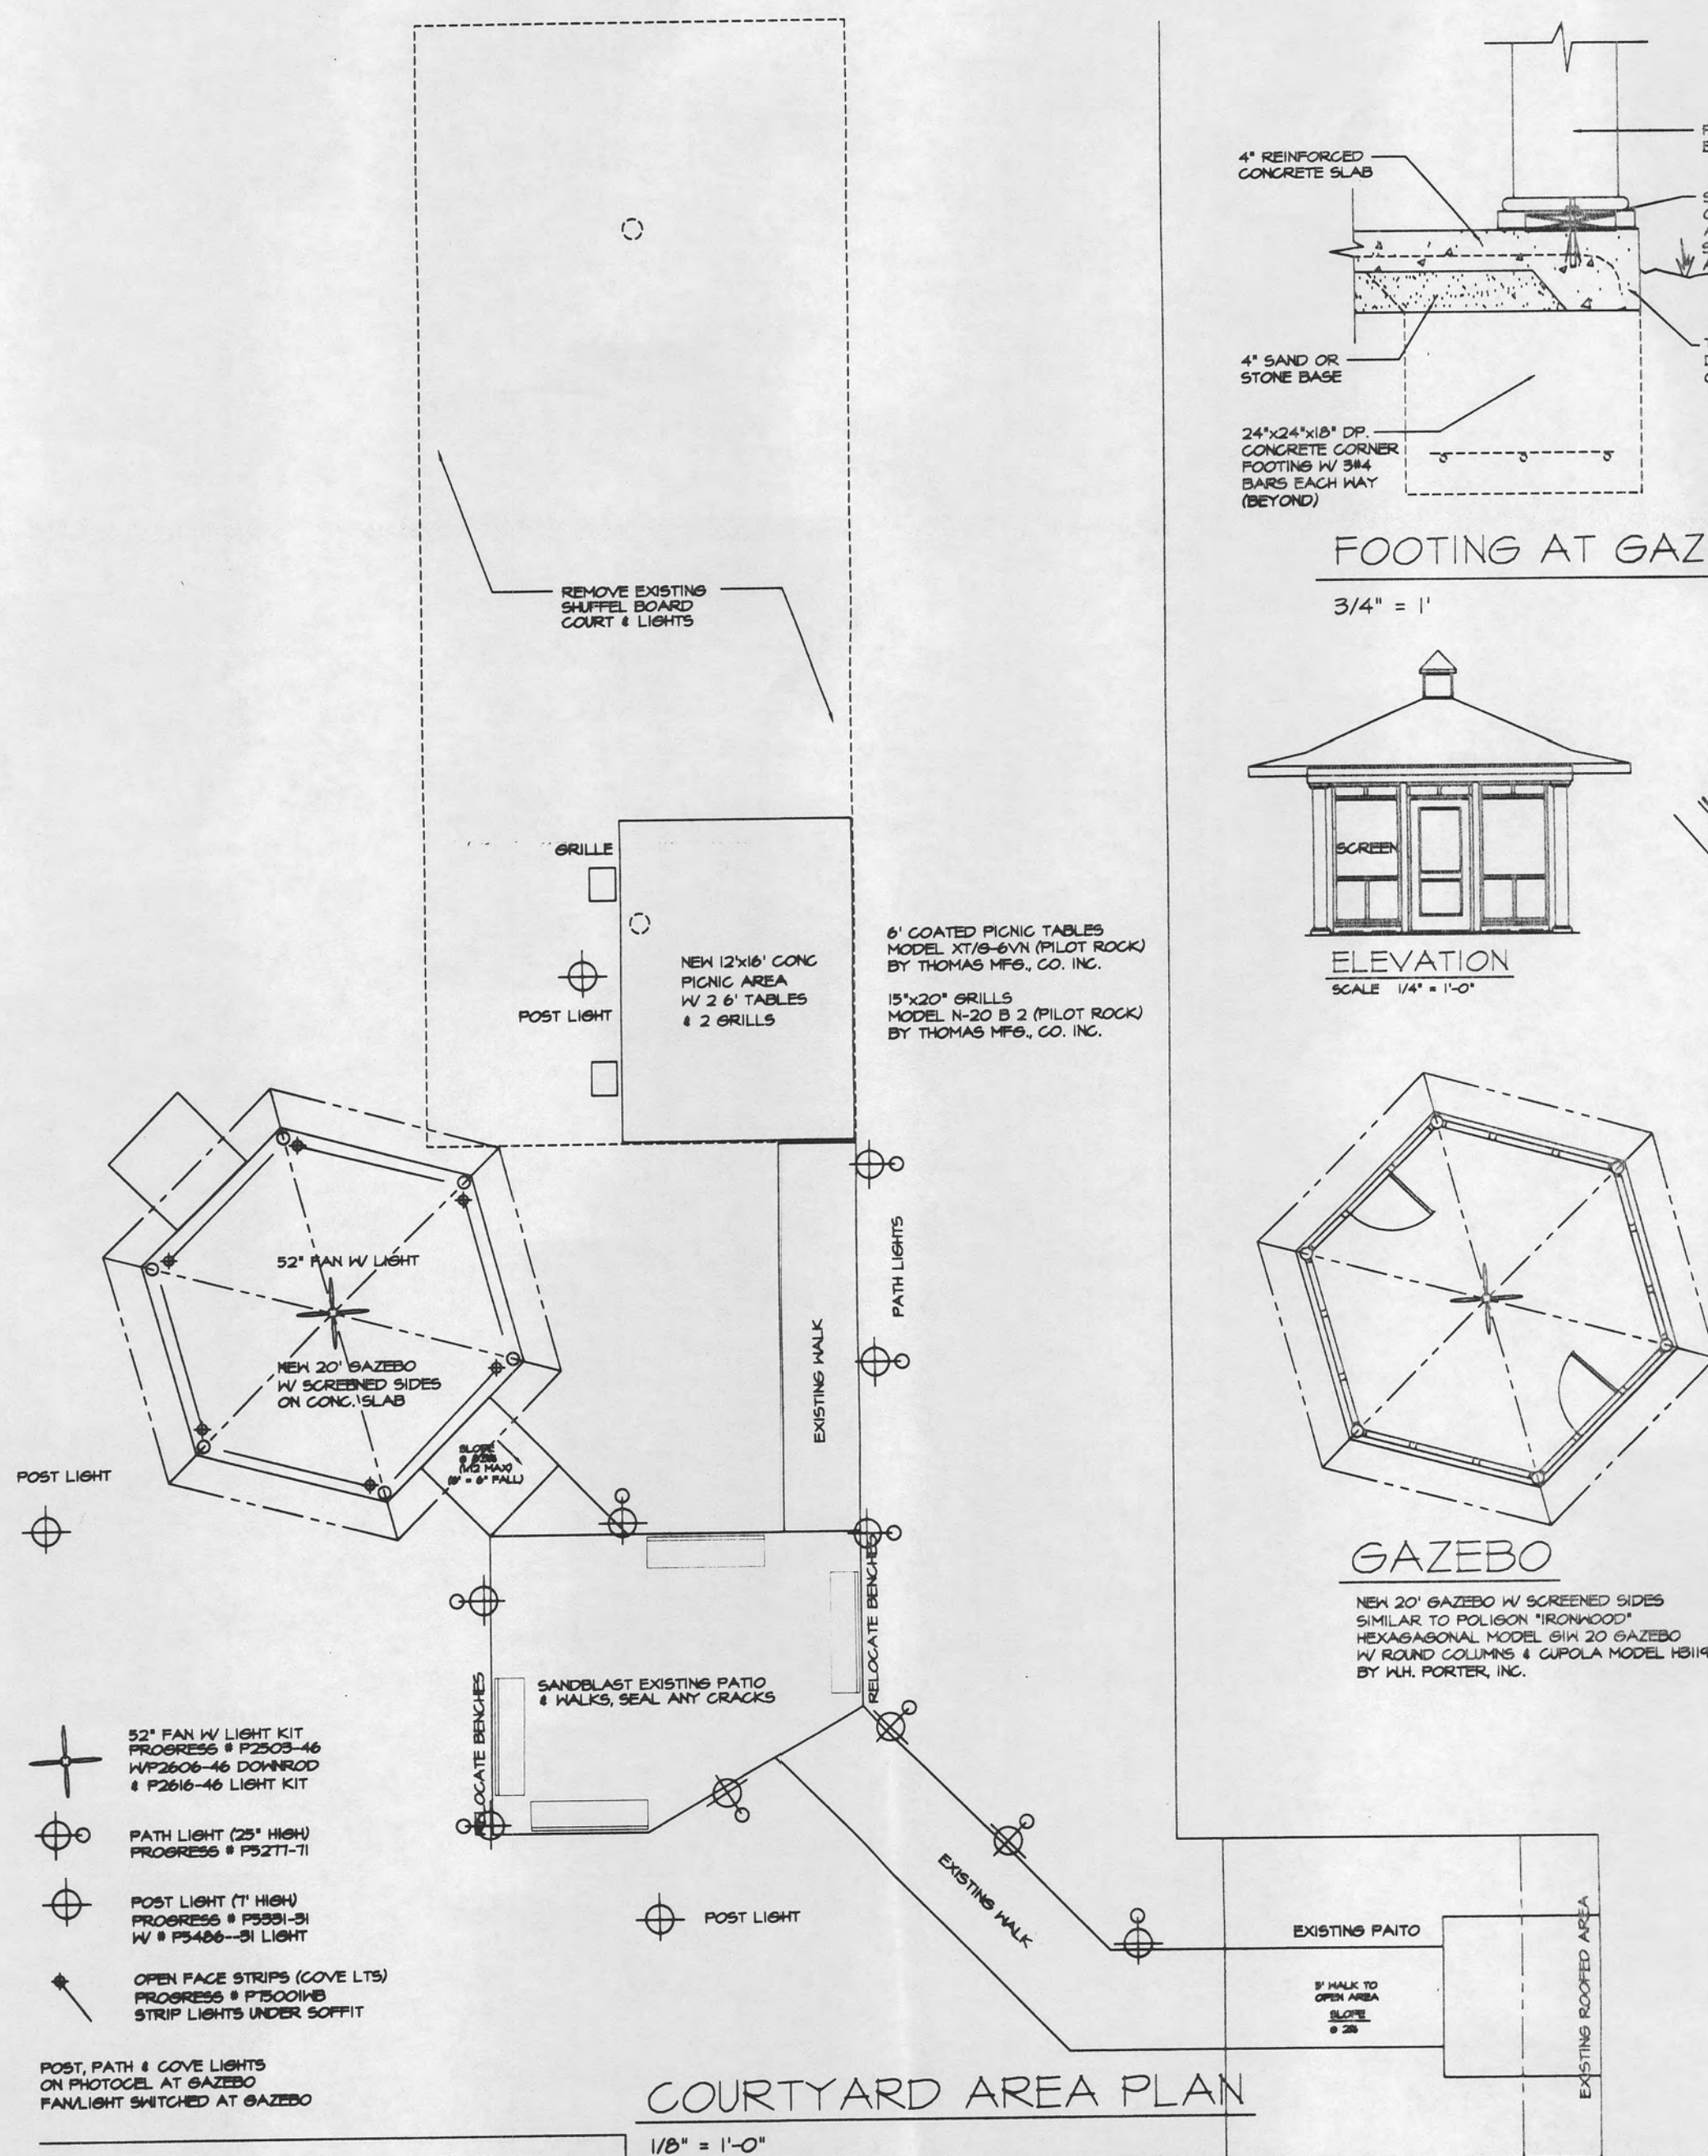 4" REINFORCED
CONCRETE SLAB
4" SAND OR
STONE BASE
24"x24"x18" DP.
CONCRETE CORNER
FOOTING W/ 3#4
BARS EACH WAY
(BEYOND)
FOOTING AT GAZ
3/4" = 1'
REMOVE EXISTING
SHUFFEL BOARD
COURT & LIGHTS
SCREEN
ELEVATION
SCALE 1/4" = 1'-0"
GRILLE
POST LIGHT
NEW 12'x16' CONC
PICNIC AREA
W/ 2 6' TABLES
& 2 GRILLS
6' COATED PICNIC TABLES
MODEL XT/G-6VN (PILOT ROCK)
BY THOMAS MFG., CO. INC.
15"x20" GRILLS
MODEL N-20 B 2 (PILOT ROCK)
BY THOMAS MFG., CO. INC.
52" FAN W/ LIGHT
NEW 20' GAZEBO
W/ SCREENED SIDES
ON CONC. SLAB
PATH LIGHTS
EXISTING WALK
SLOPE
(1/12 MAX)
= 6" FALL)
POST LIGHT
GAZEBO
NEW 20' GAZEBO W/ SCREENED SIDES
SIMILAR TO POLIGON "IRONWOOD"
HEXAGAGONAL MODEL GIW 20 GAZEBO
W/ ROUND COLUMNS & CUPOLA MODEL
BY W.H. PORTER, INC.
RELOCATE BENCHES
RELOCATE BENCHES
SANDBLAST EXISTING PATIO
& WALKS, SEAL ANY CRACKS
52" FAN W/ LIGHT KIT
PROGRESS # P2503-46
W/P2606-46 DOWNROD
& P2616-46 LIGHT KIT
PATH LIGHT (25" HIGH)
PROGRESS # P5277-71
POST LIGHT (7' HIGH)
PROGRESS # P5391-31
W/ # P5486--31 LIGHT
OPEN FACE STRIPS (COVE LTS)
PROGRESS # P7500IWB
STRIP LIGHTS UNDER SOFFIT
POST, PATH & COVE LIGHTS
ON PHOTOCEL AT GAZEBO
FAN/LIGHT SWITCHED AT GAZEBO
POST LIGHT
EXISTING WALK
EXISTING PAITO
5' WALK TO
OPEN AREA
SLOPE
@ 2%
EXISTING ROOFED AREA
COURTYARD AREA PLAN
1/8" = 1'-0"